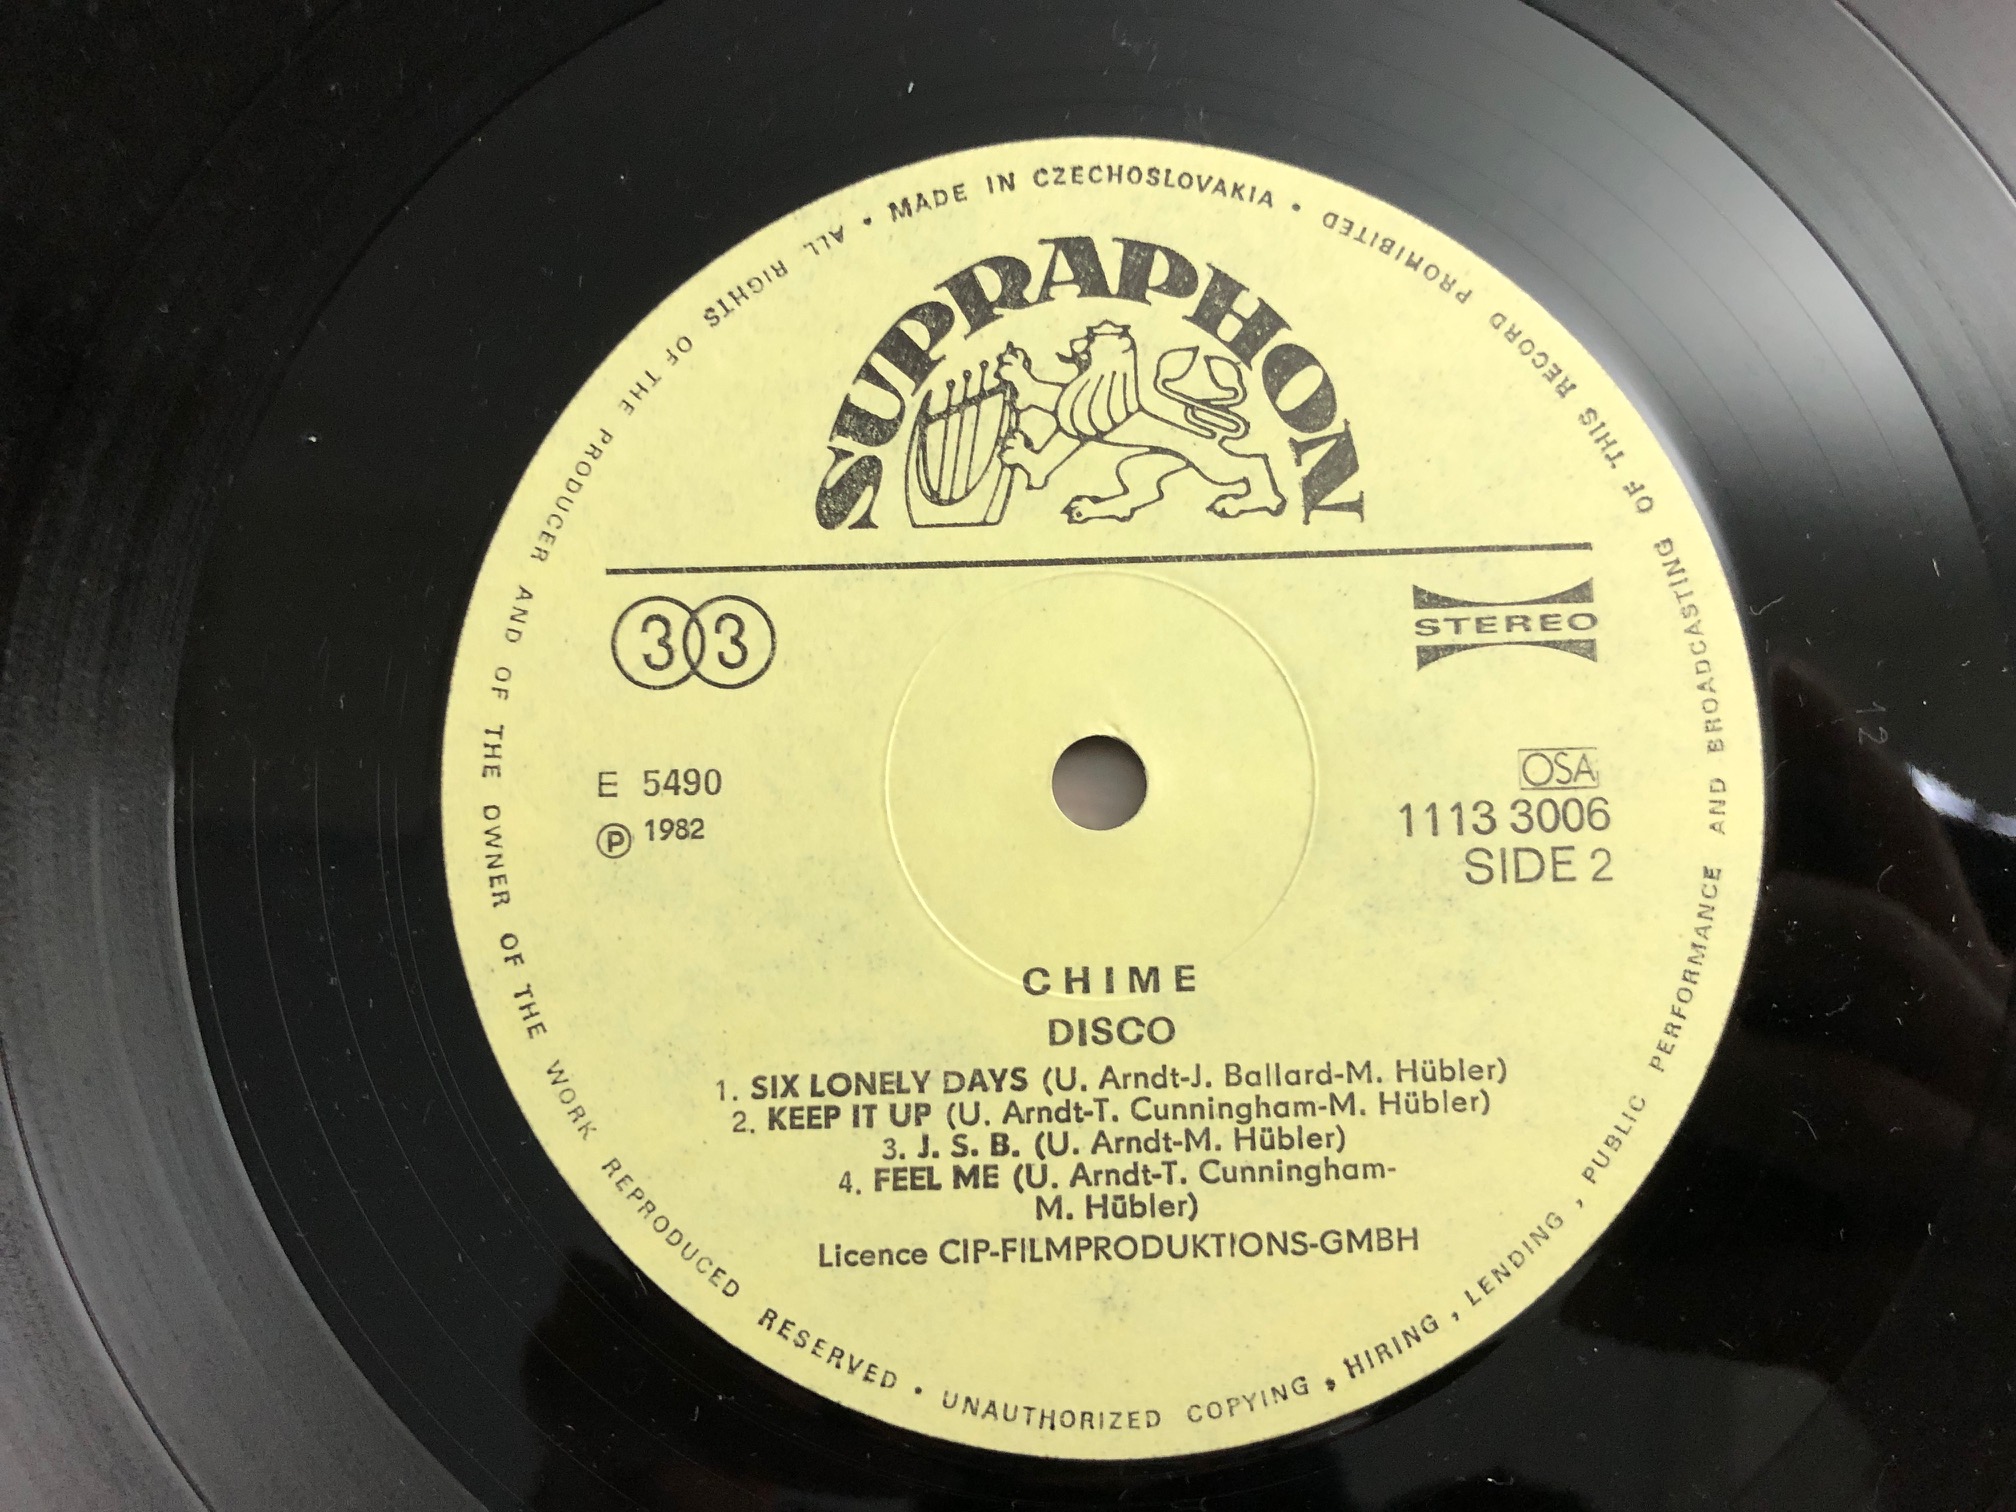 • MADE IN CZECHOSLOVAKIA •
ALL RIGHTS OF THE PRODUCER AND OF THE OWNER OF THE WORK REPRODUCED RESERVED • UNAUTHORIZED COPYING, HIRING, LENDING, PUBLIC PERFORMANCE AND BROADCASTING OF THIS RECORD PROHIBITED
SUPRAPHON
33
STEREO
E 5490
Ⓟ 1982
OSA
1113 3006
SIDE 2
CHIME
DISCO
1. SIX LONELY DAYS (U. Arndt-J. Ballard-M. Hübler)
2. KEEP IT UP (U. Arndt-T. Cunningham-M. Hübler)
3. J. S. B. (U. Arndt-M. Hübler)
4. FEEL ME (U. Arndt-T. Cunningham-
M. Hübler)
Licence CIP-FILMPRODUKTIONS-GMBH
12